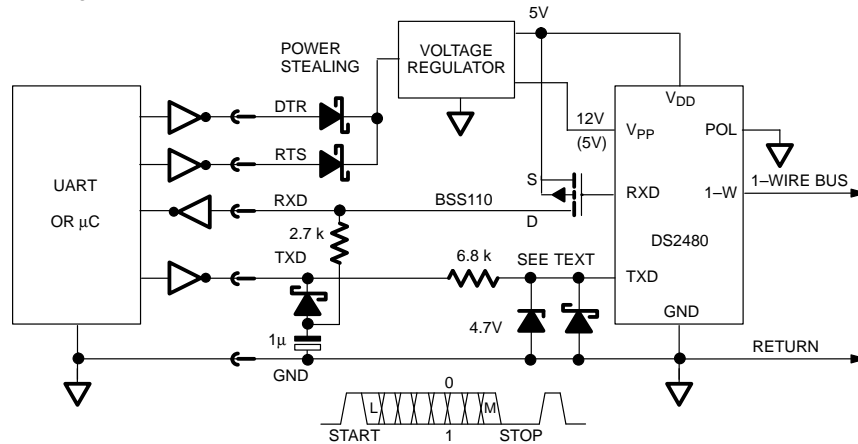 5V
POWER
STEALING
VOLTAGE
REGULATOR
DTR
RTS
RXD
TXD
GND
UART
OR μC
2.7 k
1μ
BSS110
S
D
6.8 k
SEE TEXT
4.7V
12V
(5V)
VDD
VPP
POL
RXD
1–W
DS2480
TXD
GND
1–WIRE BUS
RETURN
0
L
M
START
1
STOP